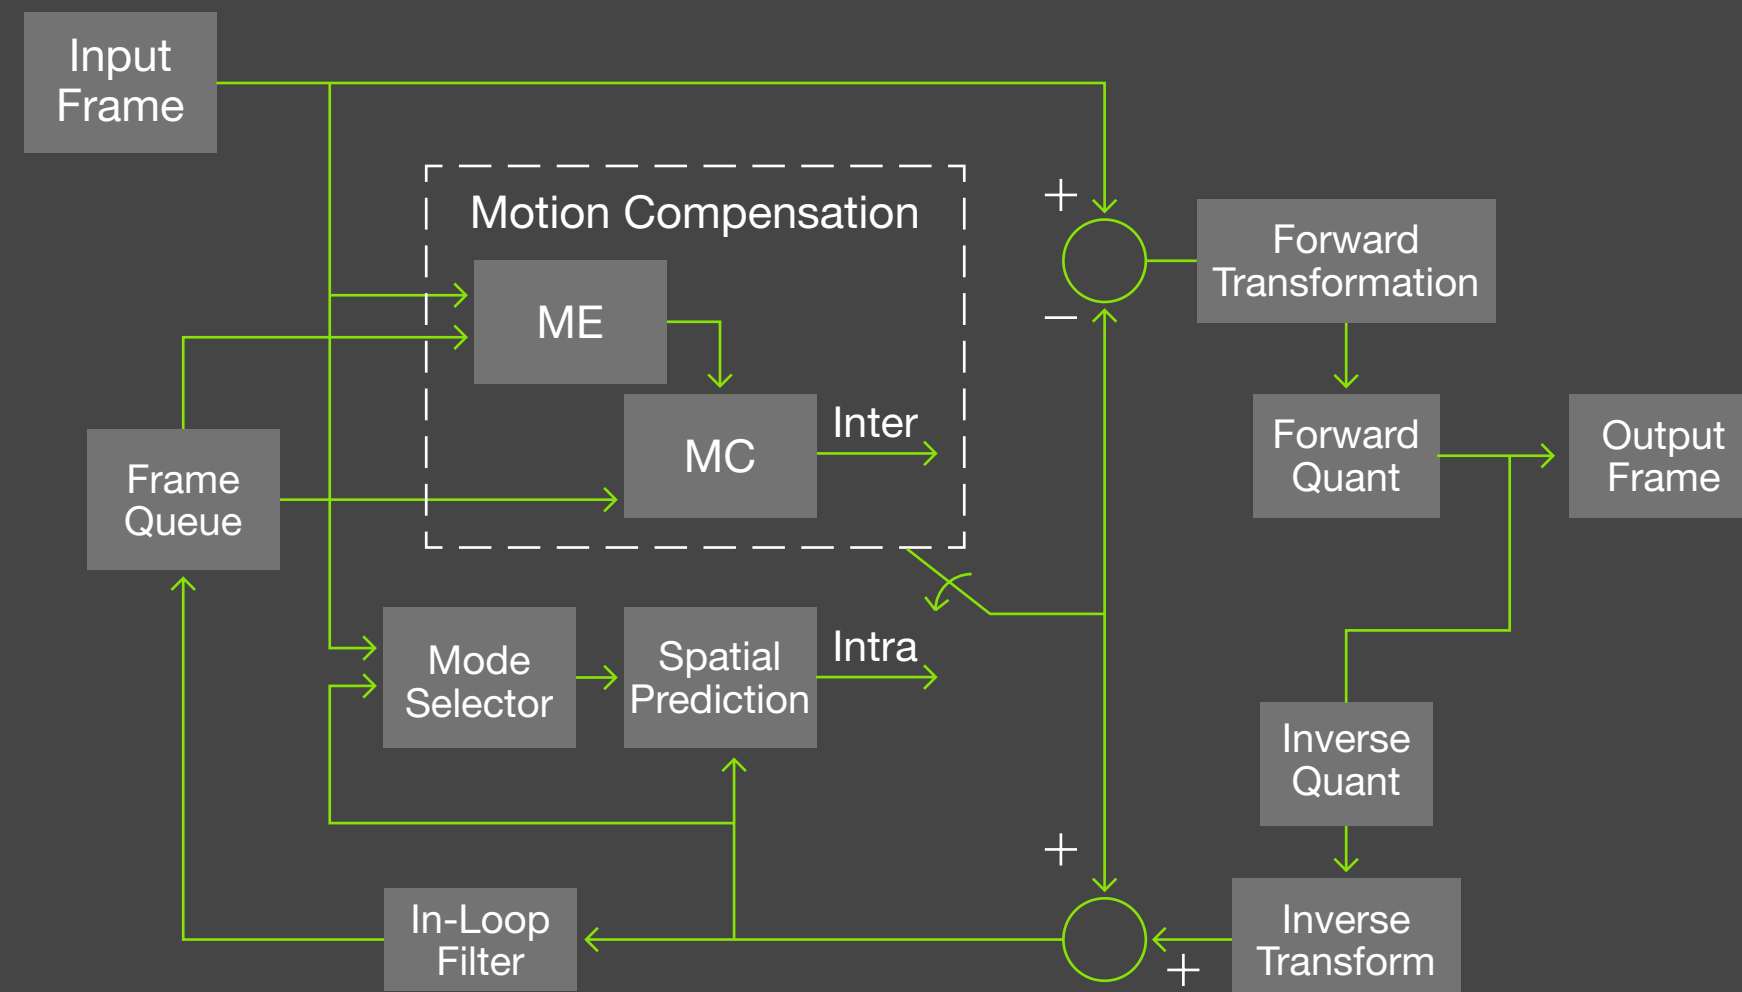 Input
Frame
Motion Compensation
+
Forward
Transformation
ME
−
MC
Inter
Forward
Quant
Output
Frame
Frame
Queue
Mode
Selector
Spatial
Prediction
Intra
Inverse
Quant
+
In-Loop
Filter
+
Inverse
Transform